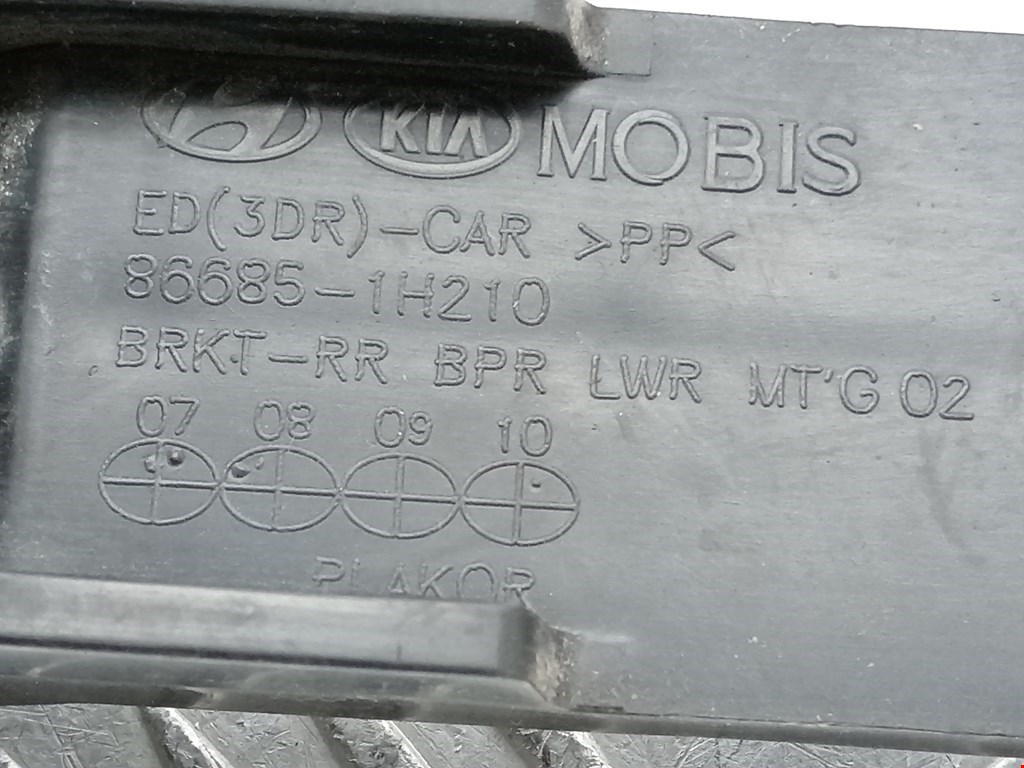 KIA MOBIS
ED(3DR)-CAR >PP<
86685-1H210
BRKT-RR BPR LWR MT'G 02
07 08 09 10
PLAKOR